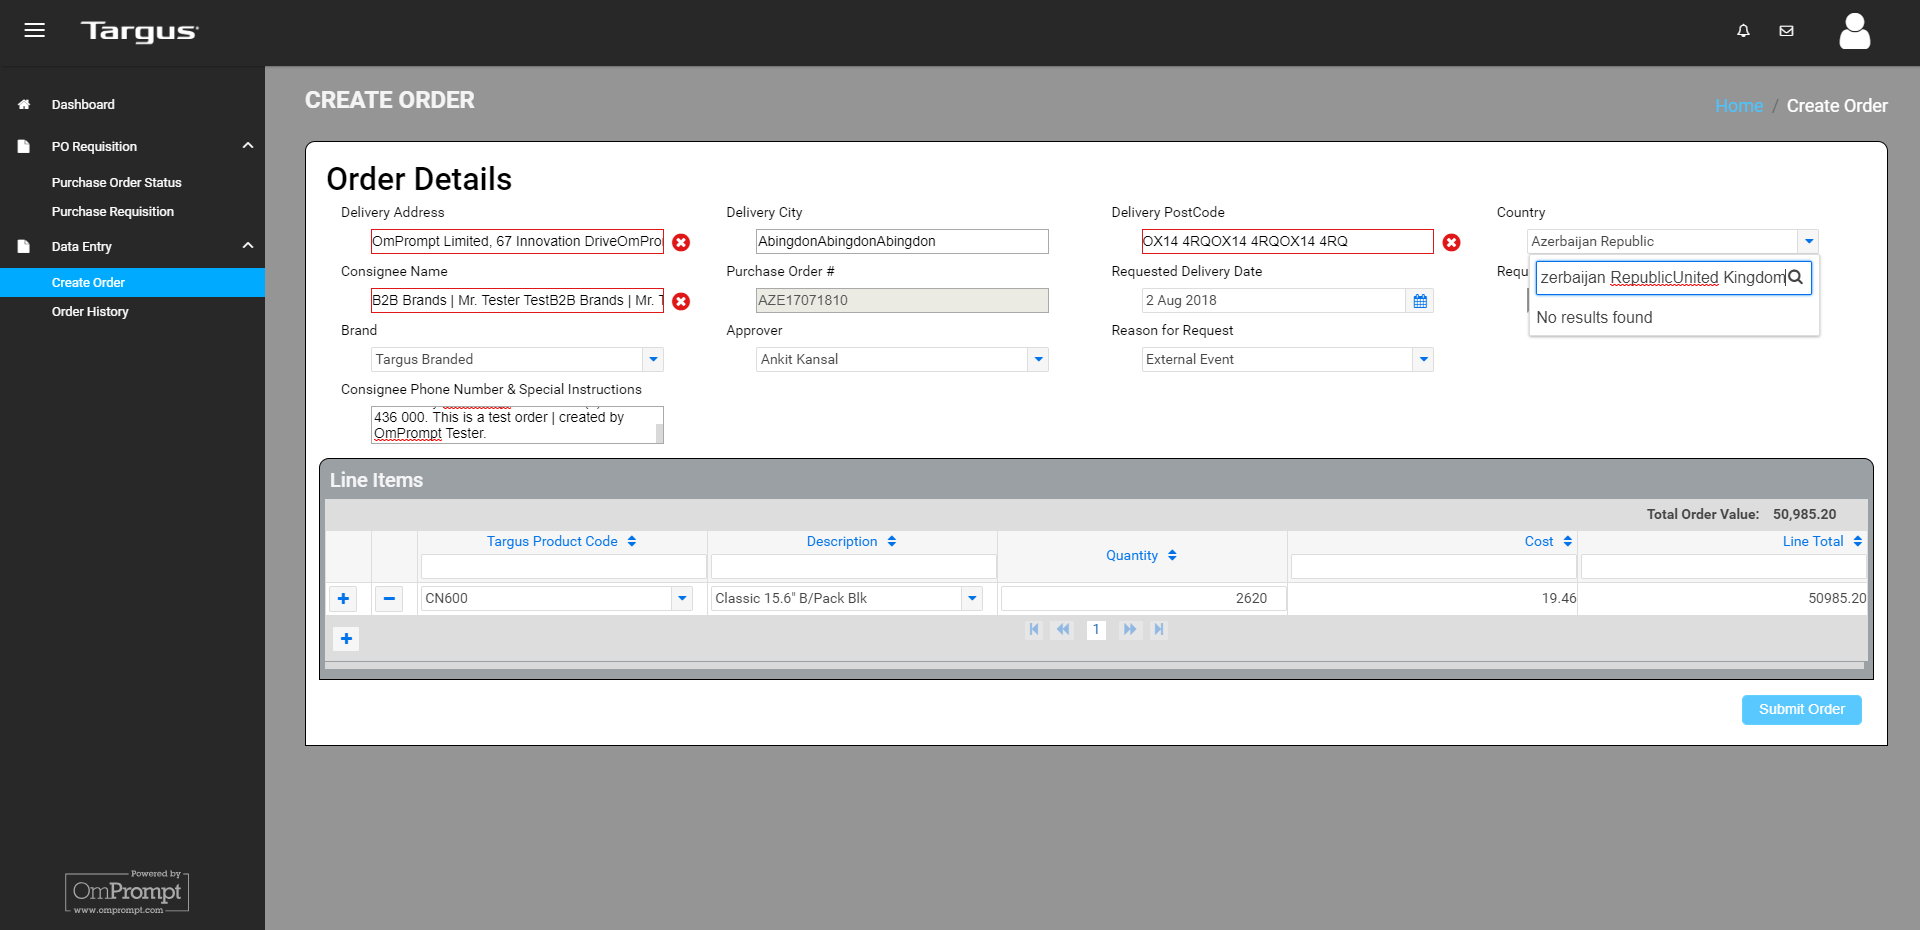 Targus
Dashboard
PO Requisition
Purchase Order Status
Purchase Requisition
Data Entry
Create Order
Order History
Powered by
OmPrompt
www.omprompt.com
CREATE ORDER
Home / Create Order
Order Details
Delivery Address
Delivery City
Delivery PostCode
Country
OmPrompt Limited, 67 Innovation DriveOmPro
AbingdonAbingdonAbingdon
OX14 4RQOX14 4RQOX14 4RQ
Azerbaijan Republic
zerbaijan RepublicUnited Kingdom
No results found
Consignee Name
Purchase Order #
Requested Delivery Date
Requ
B2B Brands | Mr. Tester TestB2B Brands | Mr. T
AZE17071810
2 Aug 2018
Brand
Approver
Reason for Request
Targus Branded
Ankit Kansal
External Event
Consignee Phone Number & Special Instructions
436 000. This is a test order | created by
OmPrompt Tester.
Line Items
Total Order Value: 50,985.20
Targus Product Code
Description
Quantity
Cost
Line Total
CN600
Classic 15.6" B/Pack Blk
2620
19.46
50985.20
1
Submit Order